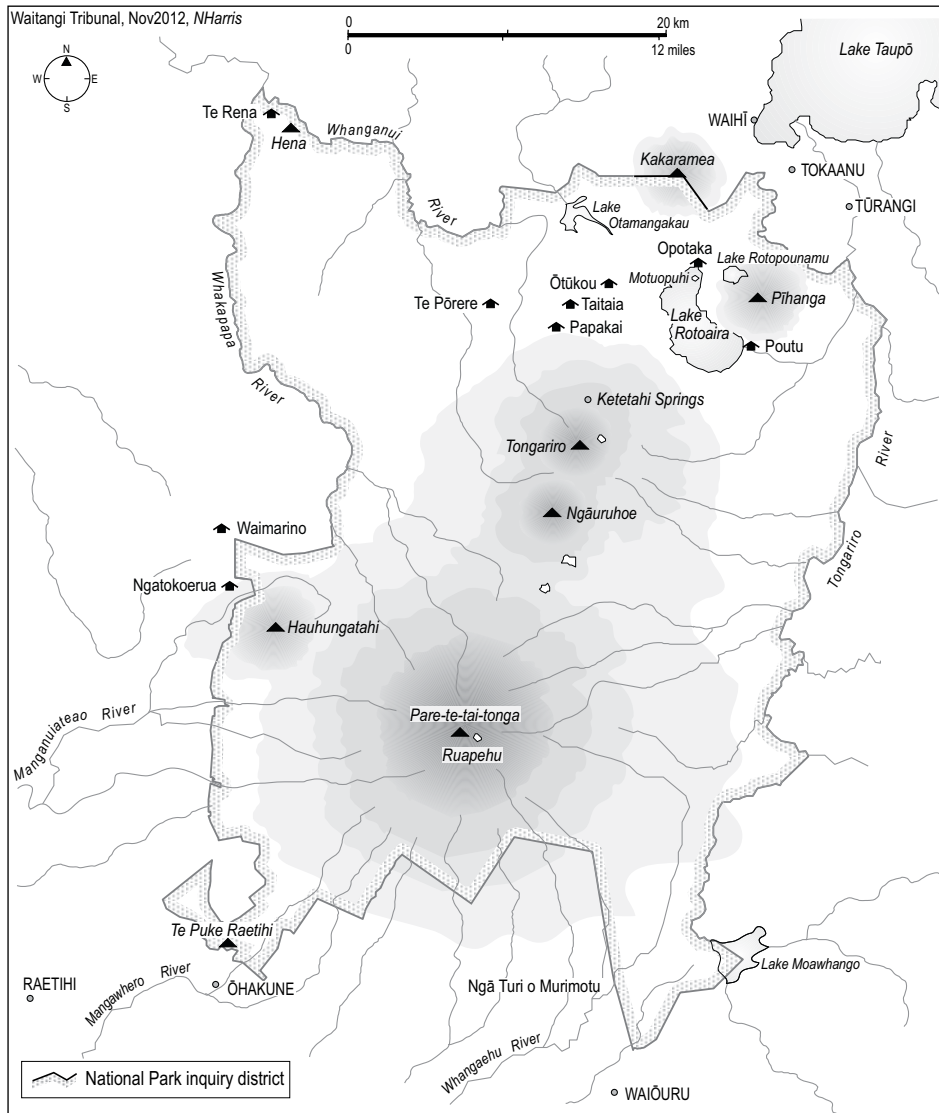 Waitangi Tribunal, Nov2012, NHarris
0
20 km
0
12 miles
N
W
E
S
Lake Taupō
WAIHĪ
TOKAANU
TŪRANGI
Te Rena
Hena
Whanganui
River
Kakaramea
Lake
Otamangakau
Opotaka
Lake Rotopounamu
Motuopuhi
Ōtūkou
Te Pōrere
Taitaia
Papakai
Lake
Rotoaira
Pīhanga
Poutu
Whakapapa
River
Ketetahi Springs
Tongariro
River
Ngāuruhoe
Tongariro
Waimarino
Ngatokoerua
Hauhungatahi
Manganuiateao River
Pare-te-tai-tonga
Ruapehu
Te Puke Raetihi
RAETIHI
Mangawhero River
ŌHAKUNE
Ngā Turi o Murimotu
Lake Moawhango
Whangaehu River
WAIŌURU
National Park inquiry district